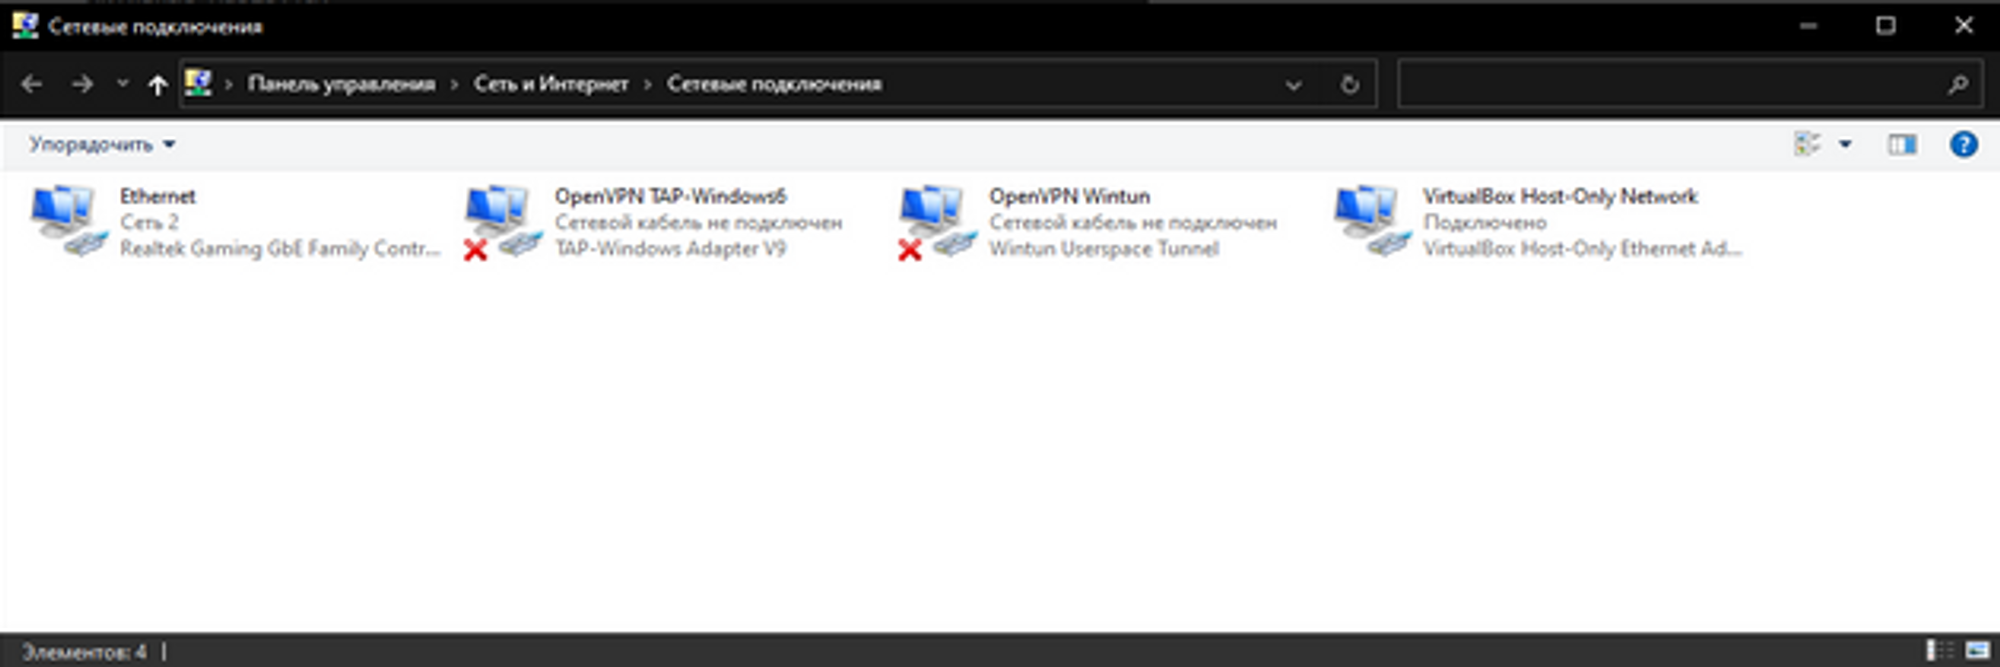 Сетевые подключения
Панель управления › Сеть и Интернет › Сетевые подключения
Упорядочить
Ethernet
Сеть 2
Realtek Gaming GbE Family Contr...
OpenVPN TAP-Windows6
Сетевой кабель не подключен
TAP-Windows Adapter V9
OpenVPN Wintun
Сетевой кабель не подключен
Wintun Userspace Tunnel
VirtualBox Host-Only Network
Подключено
VirtualBox Host-Only Ethernet Ad...
Элементов: 4